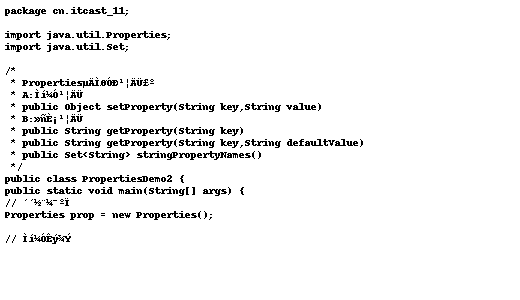 package cn.itcast_11;
import java.util.Properties;
import java.util.Set;
/*
* PropertiesµÄÌØÓÐ¹¦ÄÜ£º
* A:Ìí¼Ó¹¦ÄÜ
* public Object setProperty(String key,String value)
* B:»ñÈ¡¹¦ÄÜ
* public String getProperty(String key)
* public String getProperty(String key,String defaultValue)
* public Set<String> stringPropertyNames()
*/
public class PropertiesDemo2 {
public static void main(String[] args) {
// ´´½¨¼¯ºÏ
Properties prop = new Properties();
// Ìí¼ÓÊý¾Ý